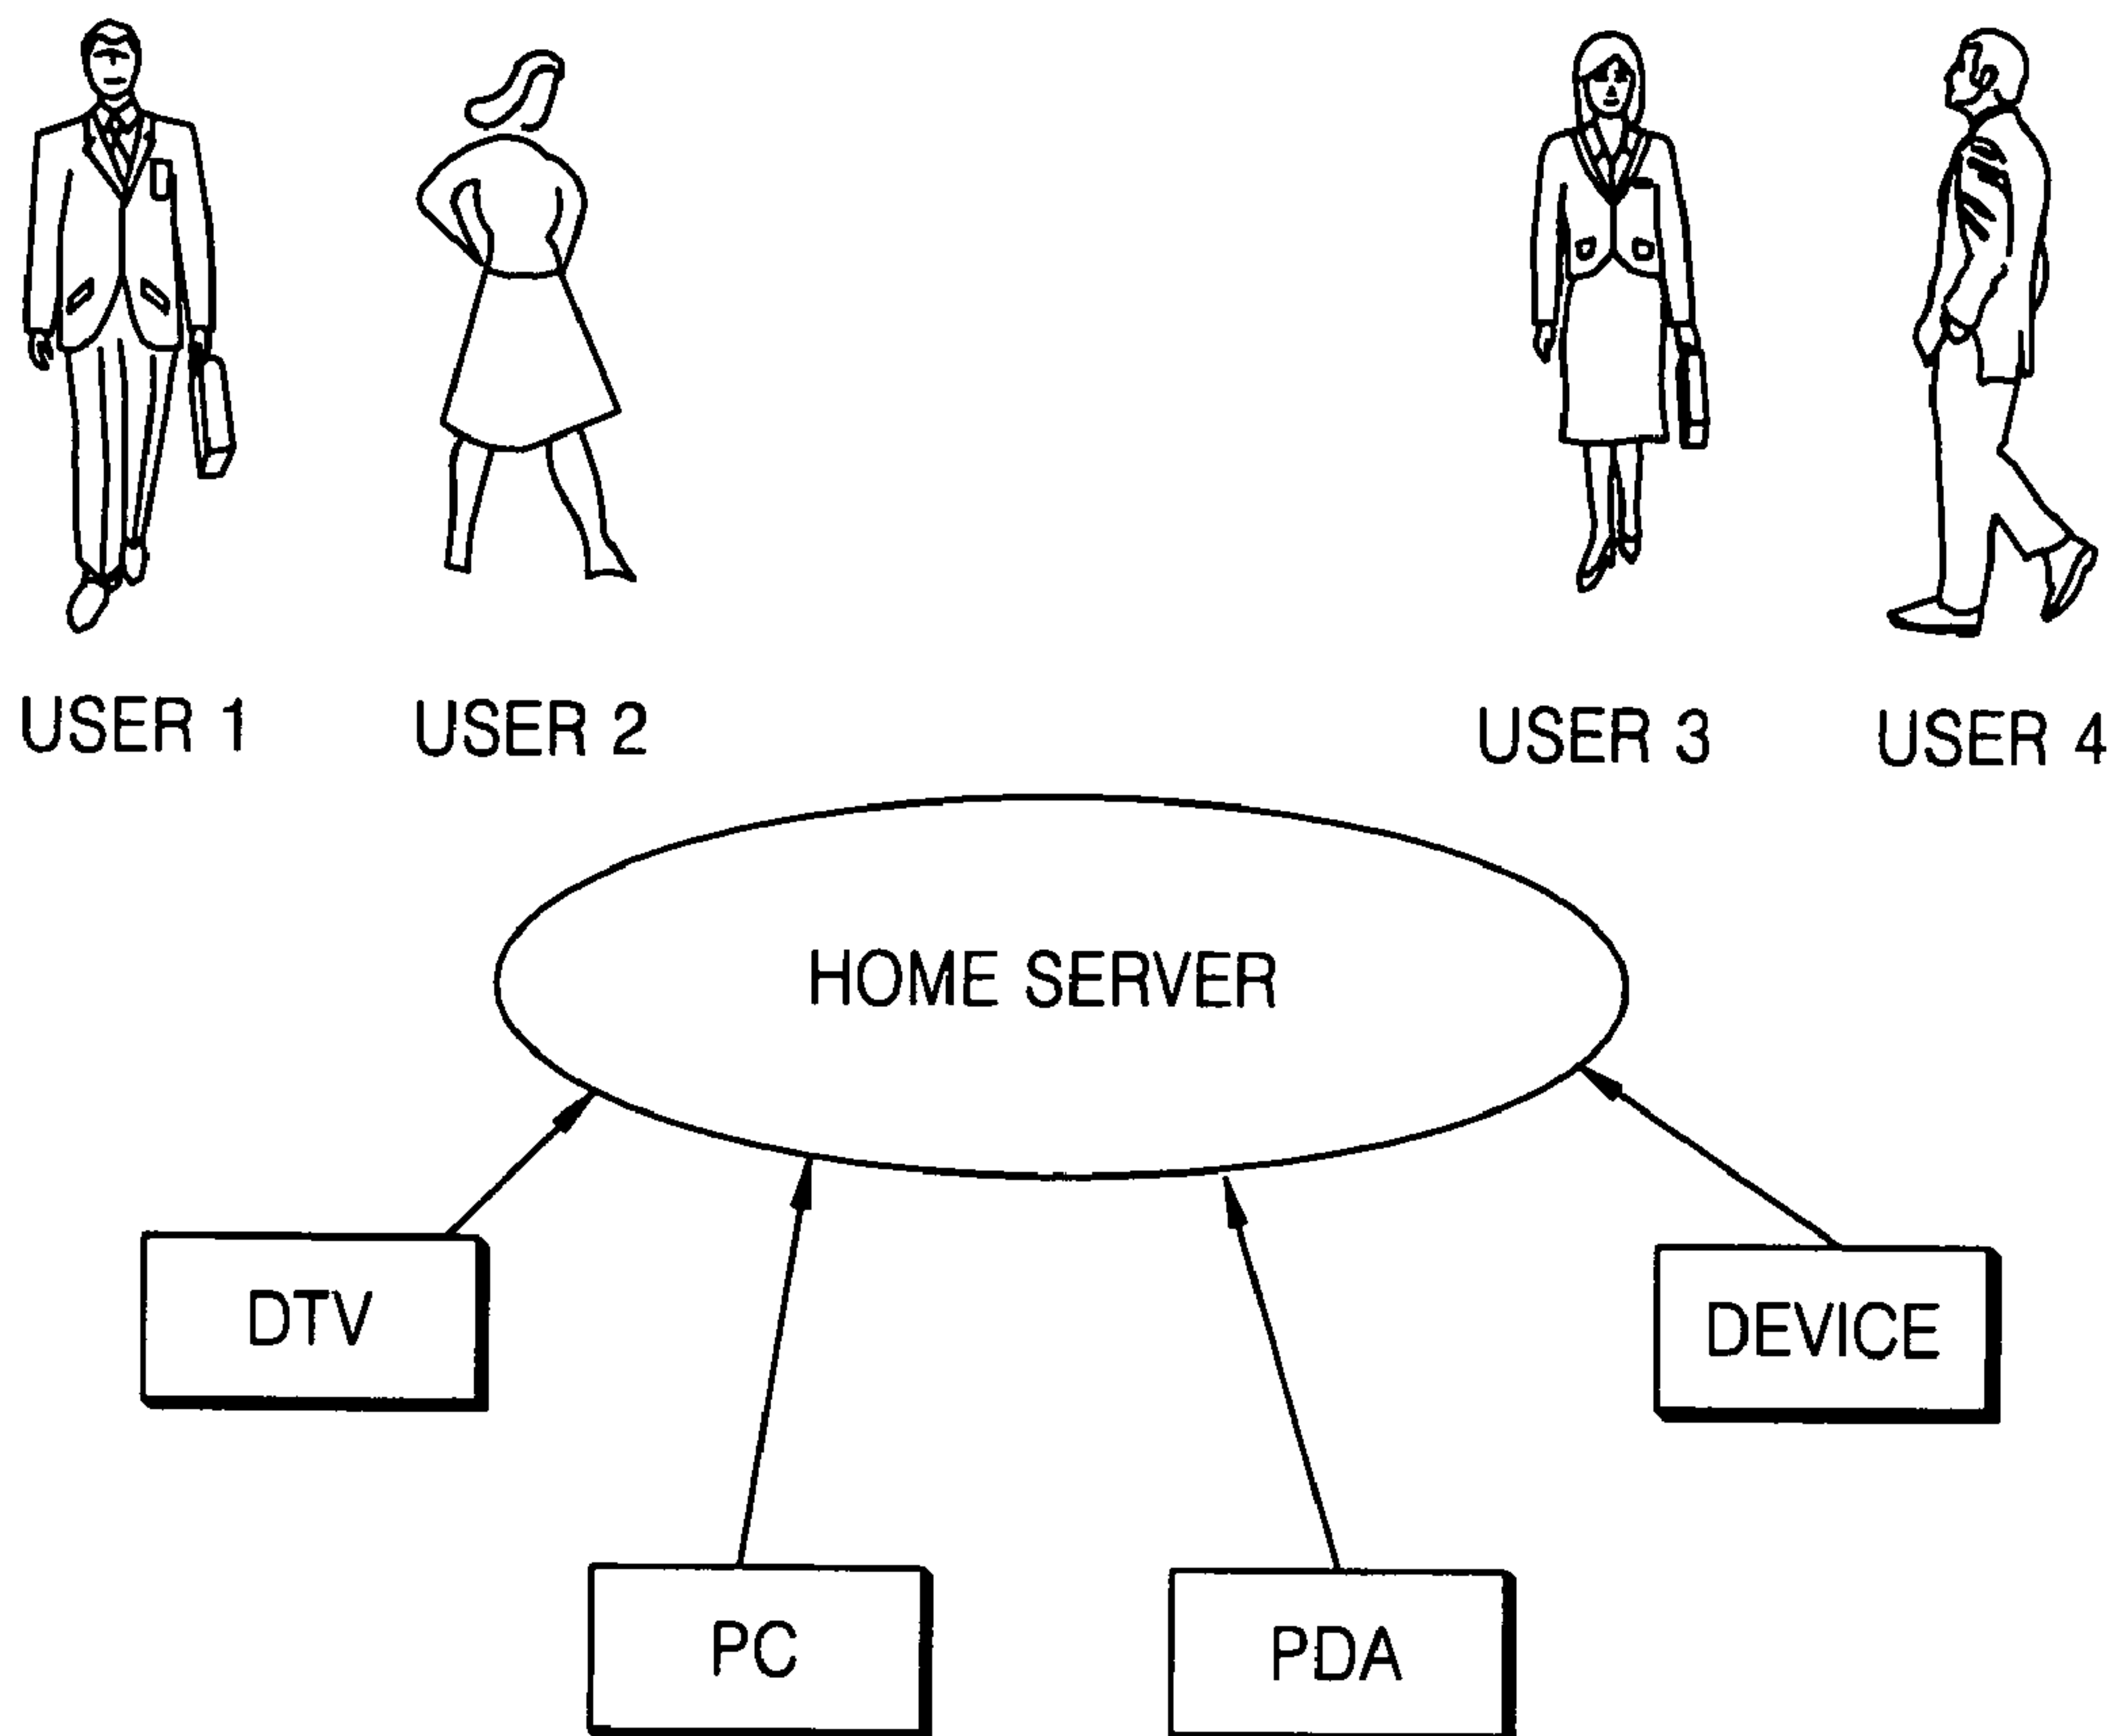 USER 1
USER 2
USER 3
USER 4
HOME SERVER
DTV
DEVICE
PC
PDA